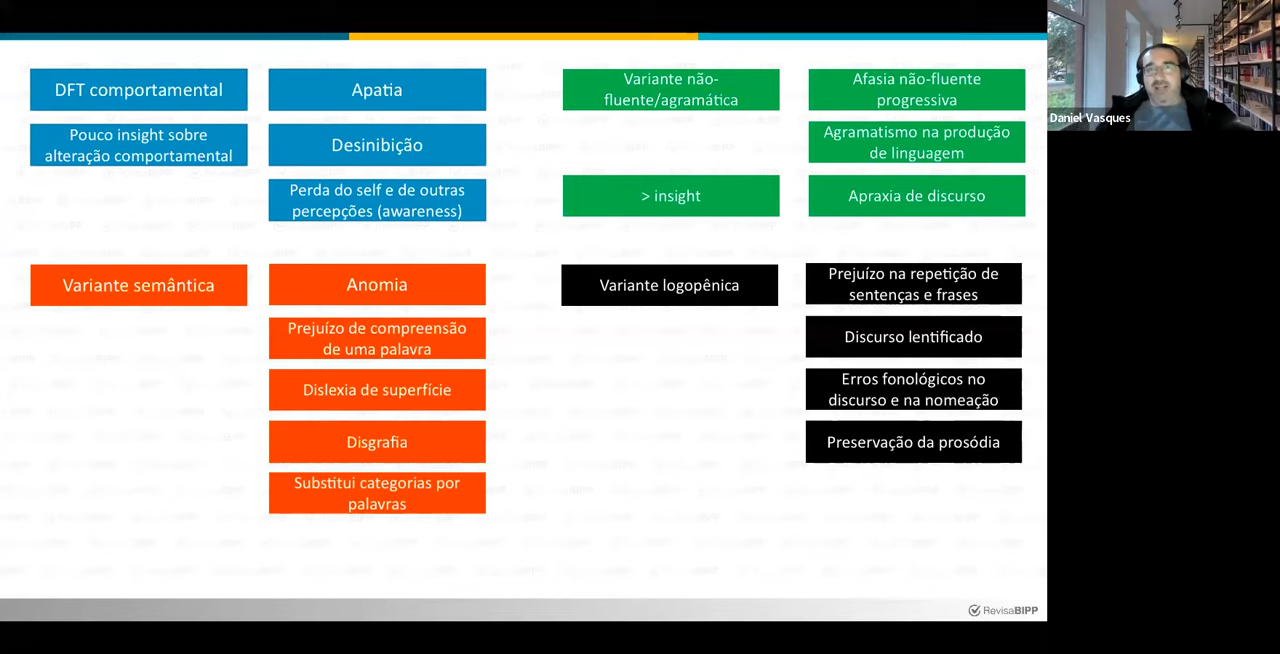 DFT comportamental
Apatia
Pouco insight sobre
alteração comportamental
Desinibição
Perda do self e de outras
percepções (awareness)
Variante não-
fluente/agramática
Afasia não-fluente
progressiva
Agramatismo na produção
de linguagem
> insight
Apraxia de discurso
Variante semântica
Anomia
Prejuízo de compreensão
de uma palavra
Dislexia de superfície
Disgrafia
Substitui categorias por
palavras
Variante logopênica
Prejuízo na repetição de
sentenças e frases
Discurso lentificado
Erros fonológicos no
discurso e na nomeação
Preservação da prosódia
RevisaBIPP
Daniel Vasques